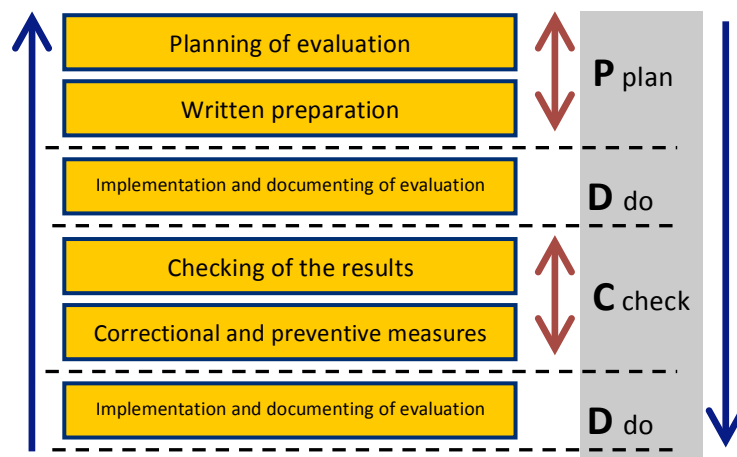 Planning of evaluation
P plan
Written preparation
Implementation and documenting of evaluation
D do
Checking of the results
C check
Correctional and preventive measures
Implementation and documenting of evaluation
D do